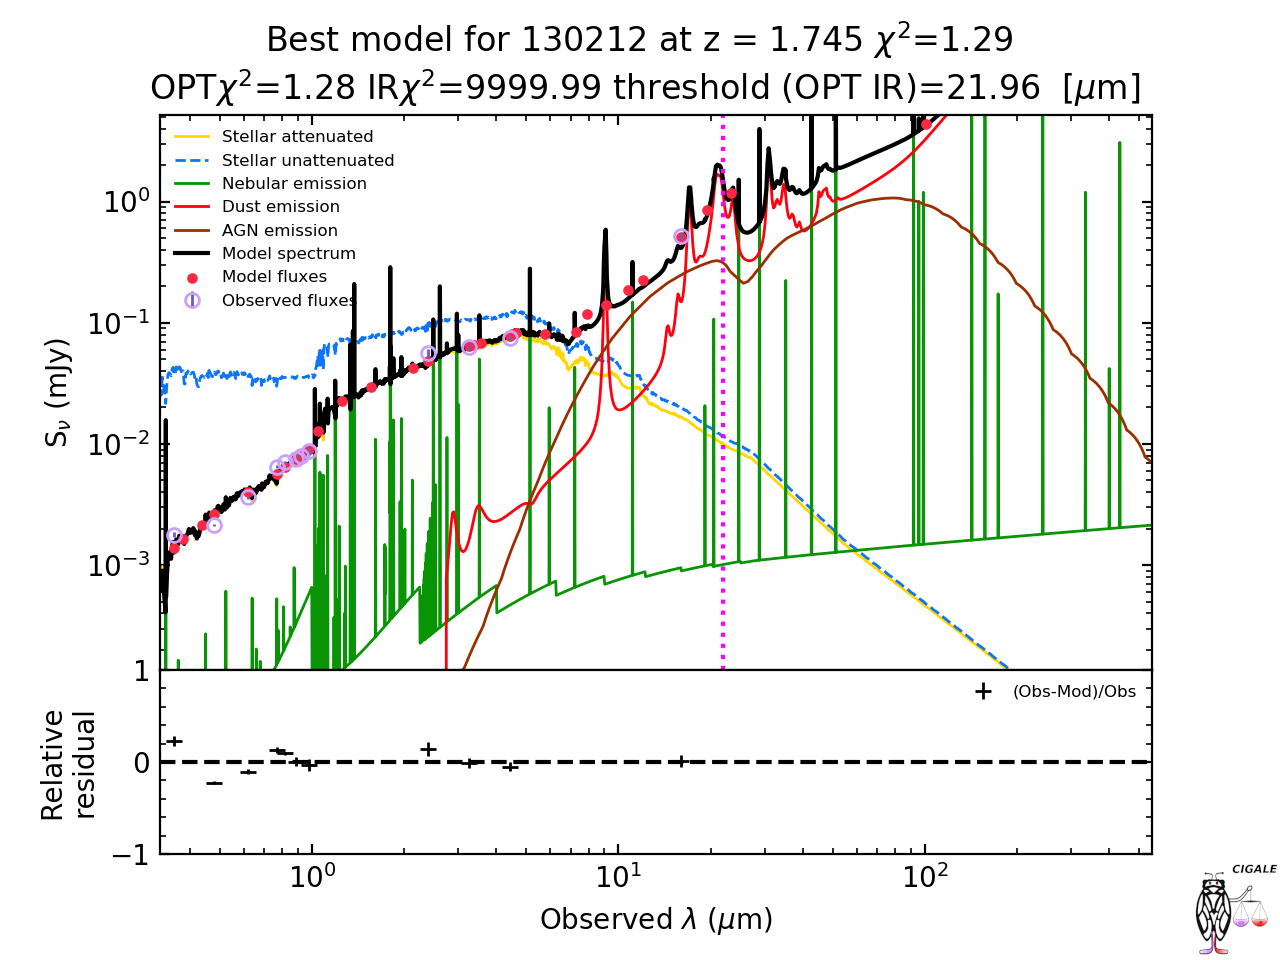 Best model for 130212 at z = 1.745 χ²=1.29
OPTχ²=1.28 IRχ²=9999.99 threshold (OPT IR)=21.96 [μm]
Stellar attenuated
Stellar unattenuated
Nebular emission
Dust emission
AGN emission
Model spectrum
Model fluxes
Observed fluxes
10⁰
10⁻¹
10⁻²
10⁻³
S_ν (mJy)
1
0
−1
Relative
residual
(Obs-Mod)/Obs
10⁰
10¹
10²
Observed λ (μm)
CIGALE